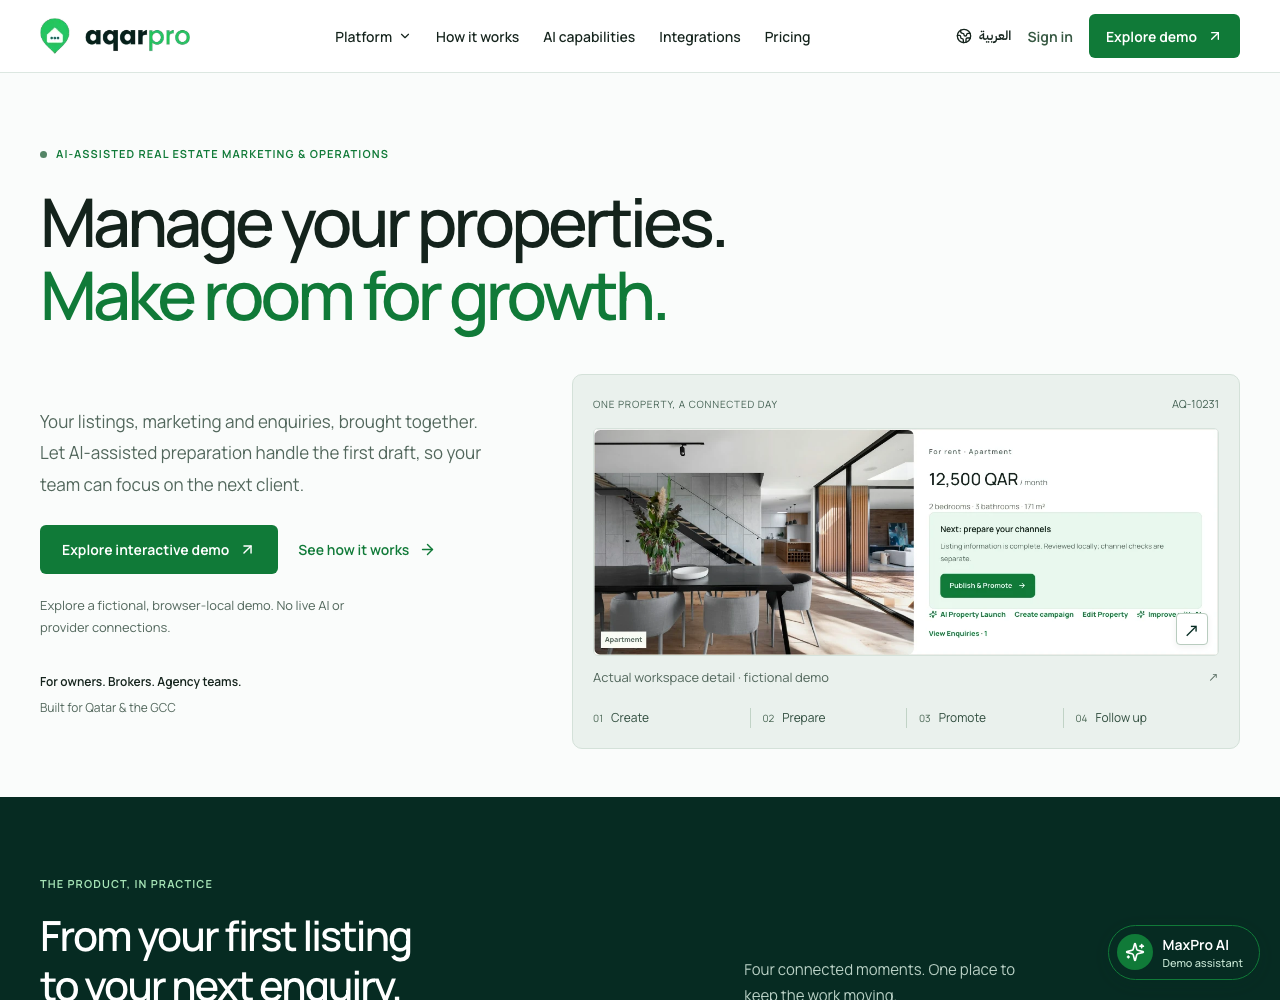 aqarpro
Platform
How it works
AI capabilities
Integrations
Pricing
العربية
Sign in
Explore demo
AI-ASSISTED REAL ESTATE MARKETING & OPERATIONS
Manage your properties.
Make room for growth.
Your listings, marketing and enquiries, brought together.
Let AI-assisted preparation handle the first draft, so your
team can focus on the next client.
Explore interactive demo
See how it works
Explore a fictional, browser-local demo. No live AI or
provider connections.
For owners. Brokers. Agency teams.
Built for Qatar & the GCC
ONE PROPERTY, A CONNECTED DAY
AQ-10231
Apartment
For rent · Apartment
12,500 QAR / month
2 bedrooms · 3 bathrooms · 171 m²
Next: prepare your channels
Listing information is complete. Reviewed locally; channel checks are
separate.
Publish & Promote
AI Property Launch
Create campaign
Edit Property
View Enquiries · 1
Actual workspace detail · fictional demo
01 Create
02 Prepare
03 Promote
04 Follow up
THE PRODUCT, IN PRACTICE
From your first listing
to your next enquiry.
Four connected moments. One place to
keep the work moving.
MaxPro AI
Demo assistant